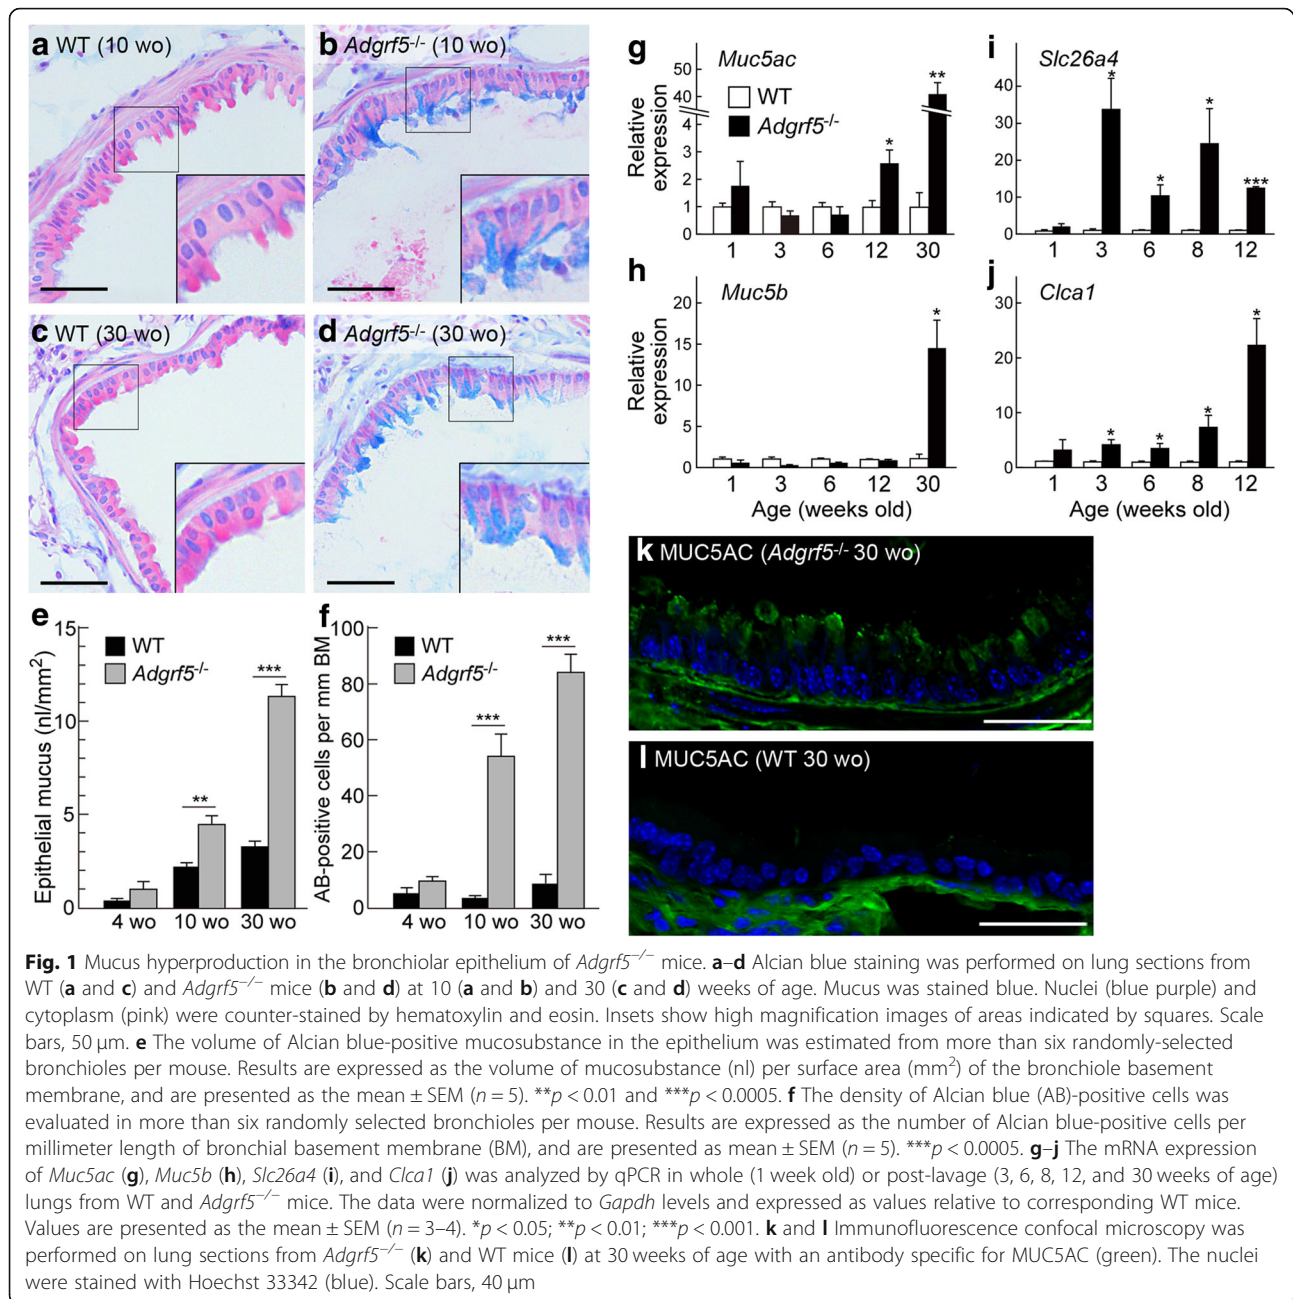 a WT (10 wo)
b Adgrf5-/- (10 wo)
c WT (30 wo)
d Adgrf5-/- (30 wo)
e
Epithelial mucus (nl/mm2)
15
10
5
0
WT
Adgrf5-/-
**
***
4 wo 10 wo 30 wo
f
AB-positive cells per mm BM
100
80
60
40
20
0
WT
Adgrf5-/-
***
***
4 wo 10 wo 30 wo
g
Muc5ac
Relative
expression
50
40
4
3
2
1
0
WT
Adgrf5-/-
*
**
1 3 6 12 30
h
Muc5b
Relative
expression
20
15
10
5
0
*
1 3 6 12 30
Age (weeks old)
i
Slc26a4
40
30
20
10
0
*
*
*
***
1 3 6 8 12
j
Clca1
30
20
10
0
*
*
*
*
1 3 6 8 12
Age (weeks old)
k MUC5AC (Adgrf5-/- 30 wo)
l MUC5AC (WT 30 wo)
Fig. 1 Mucus hyperproduction in the bronchiolar epithelium of Adgrf5−/− mice. a–d Alcian blue staining was performed on lung sections from
WT (a and c) and Adgrf5−/− mice (b and d) at 10 (a and b) and 30 (c and d) weeks of age. Mucus was stained blue. Nuclei (blue purple) and
cytoplasm (pink) were counter-stained by hematoxylin and eosin. Insets show high magnification images of areas indicated by squares. Scale
bars, 50 μm. e The volume of Alcian blue-positive mucosubstance in the epithelium was estimated from more than six randomly-selected
bronchioles per mouse. Results are expressed as the volume of mucosubstance (nl) per surface area (mm2) of the bronchiole basement
membrane, and are presented as the mean ± SEM (n = 5). **p < 0.01 and ***p < 0.0005. f The density of Alcian blue (AB)-positive cells was
evaluated in more than six randomly selected bronchioles per mouse. Results are expressed as the number of Alcian blue-positive cells per
millimeter length of bronchial basement membrane (BM), and are presented as mean ± SEM (n = 5). ***p < 0.0005. g–j The mRNA expression
of Muc5ac (g), Muc5b (h), Slc26a4 (i), and Clca1 (j) was analyzed by qPCR in whole (1 week old) or post-lavage (3, 6, 8, 12, and 30 weeks of age)
lungs from WT and Adgrf5−/− mice. The data were normalized to Gapdh levels and expressed as values relative to corresponding WT mice.
Values are presented as the mean ± SEM (n = 3–4). *p < 0.05; **p < 0.01; ***p < 0.001. k and l Immunofluorescence confocal microscopy was
performed on lung sections from Adgrf5−/− (k) and WT mice (l) at 30 weeks of age with an antibody specific for MUC5AC (green). The nuclei
were stained with Hoechst 33342 (blue). Scale bars, 40 μm